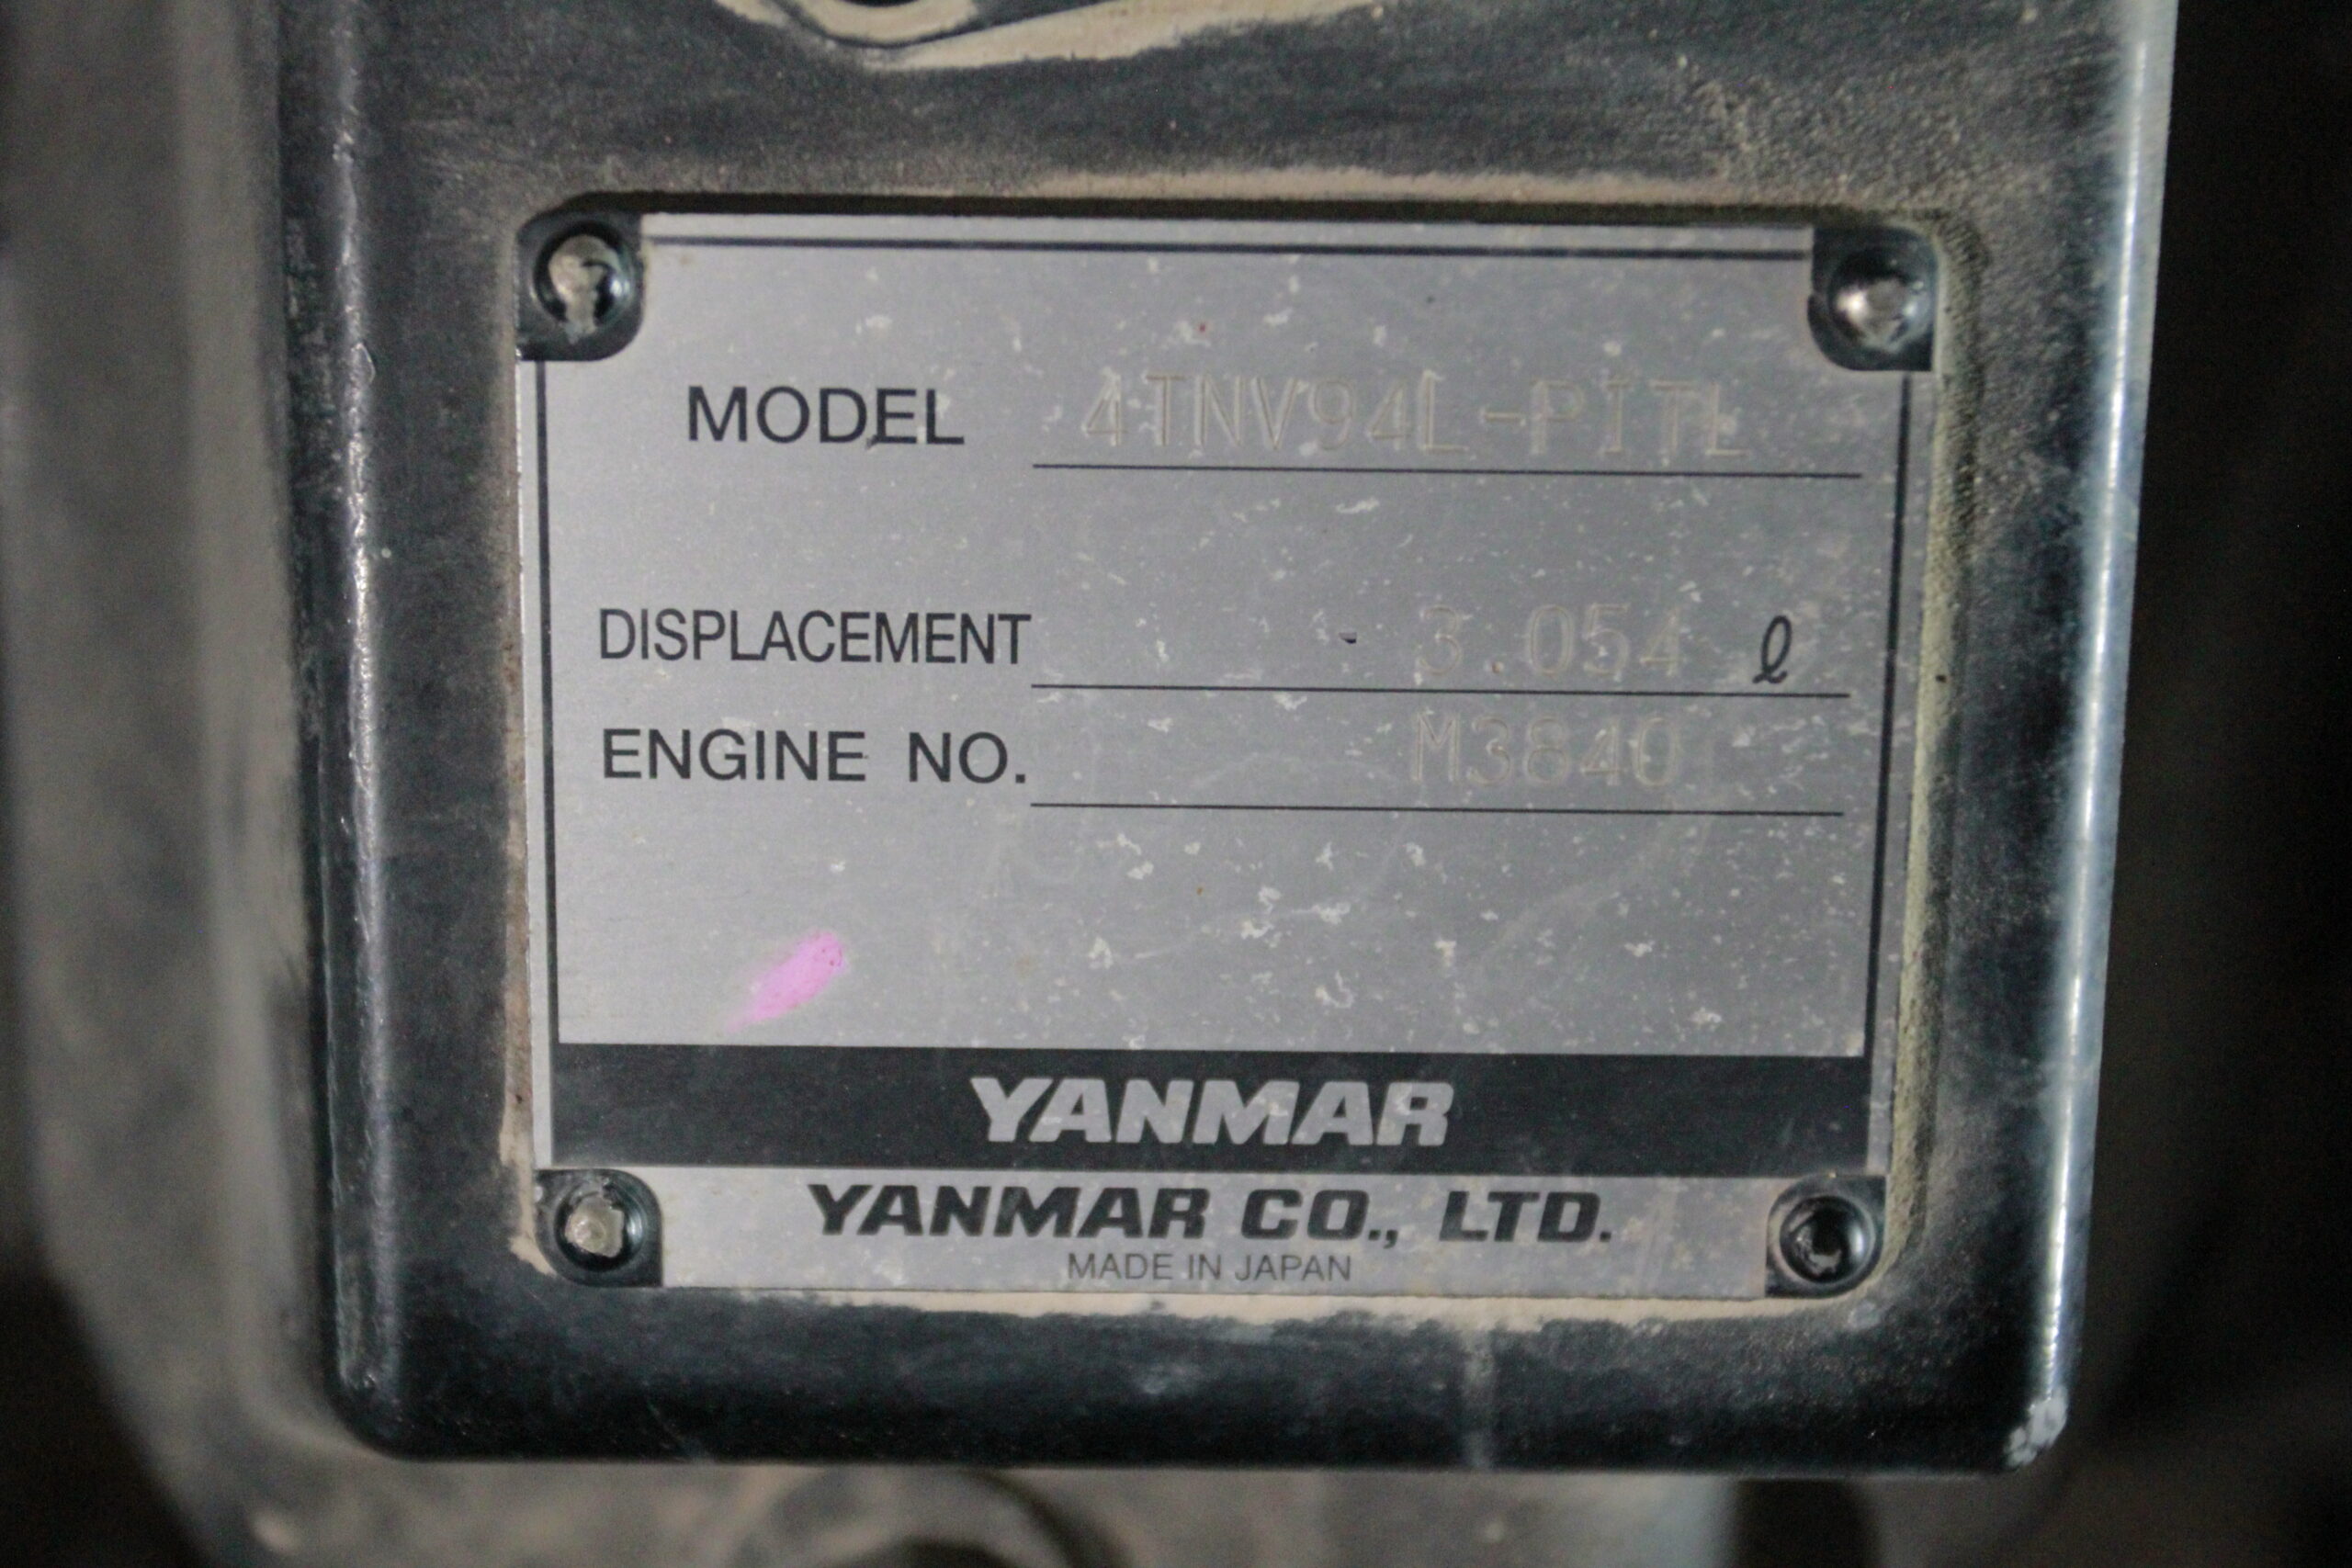 MODEL 4TNV94L-PITL
DISPLACEMENT 3.054 ℓ
ENGINE NO. M3840
YANMAR
YANMAR CO., LTD.
MADE IN JAPAN